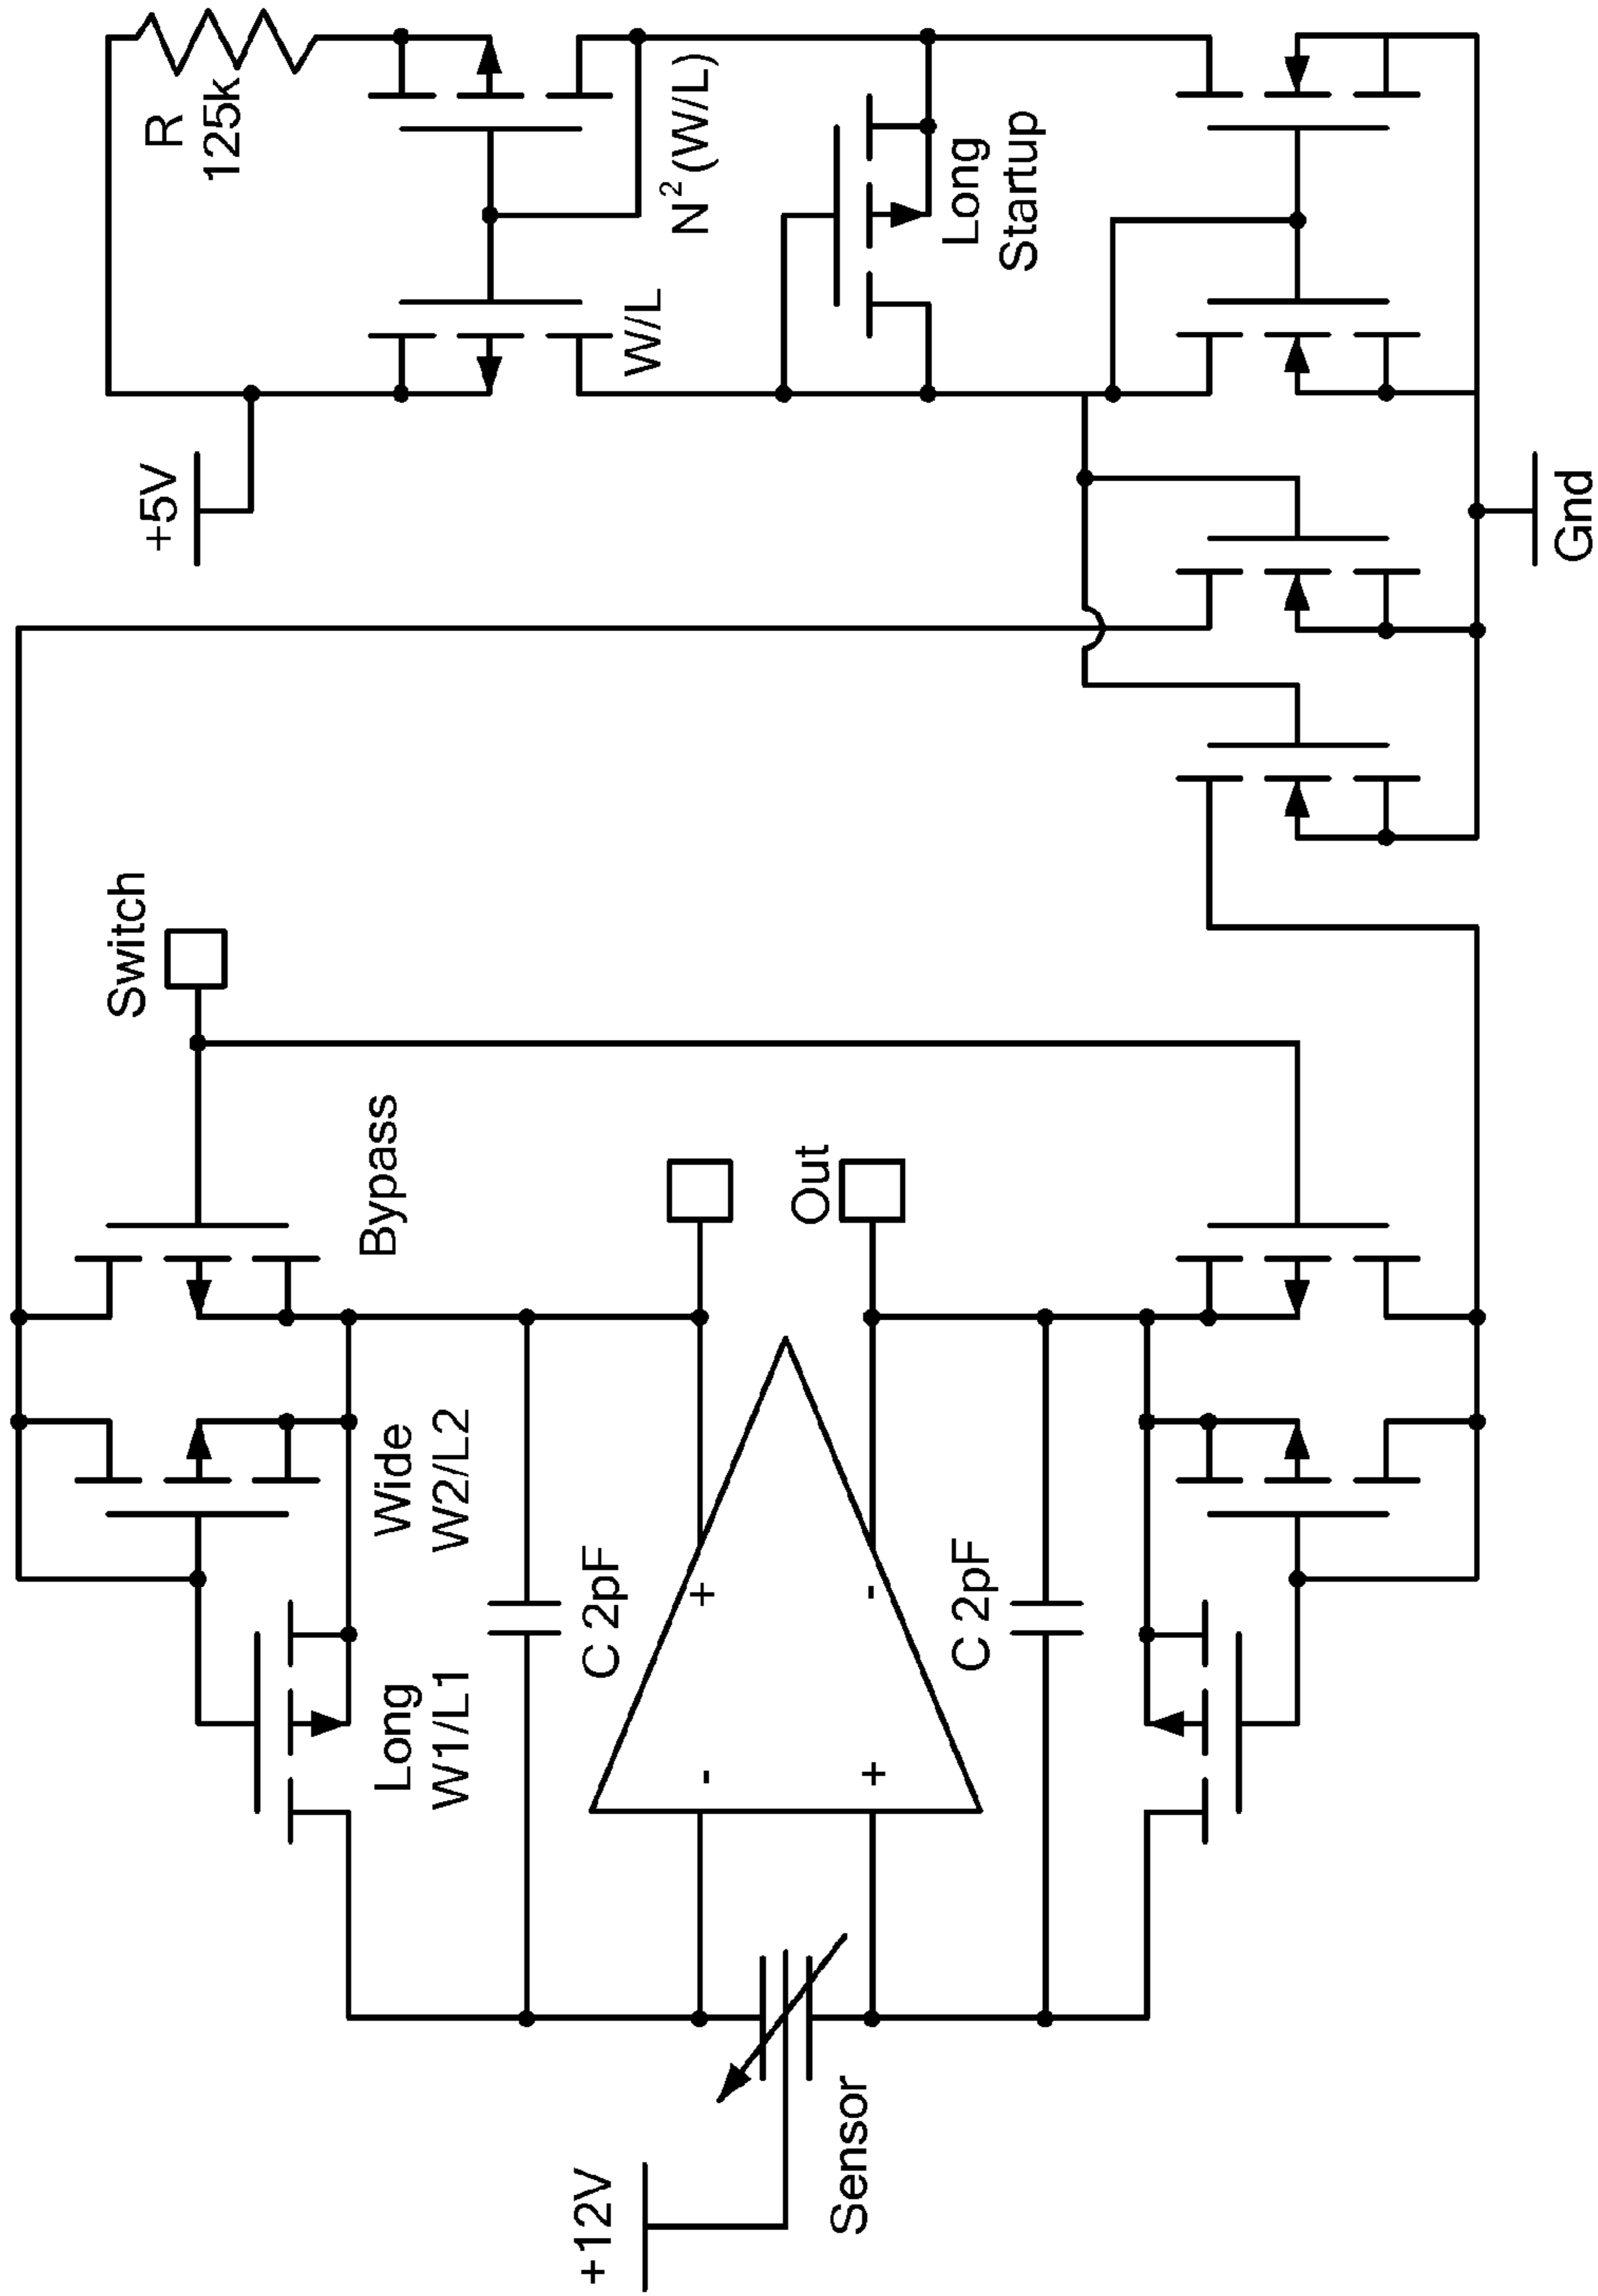 R
125k
N² (W/L)
W/L
Long
Startup
+5V
Gnd
Switch
Bypass
Out
Wide
W2/L2
Long
W1/L1
C 2pF
C 2pF
+
-
-
+
+12V
Sensor